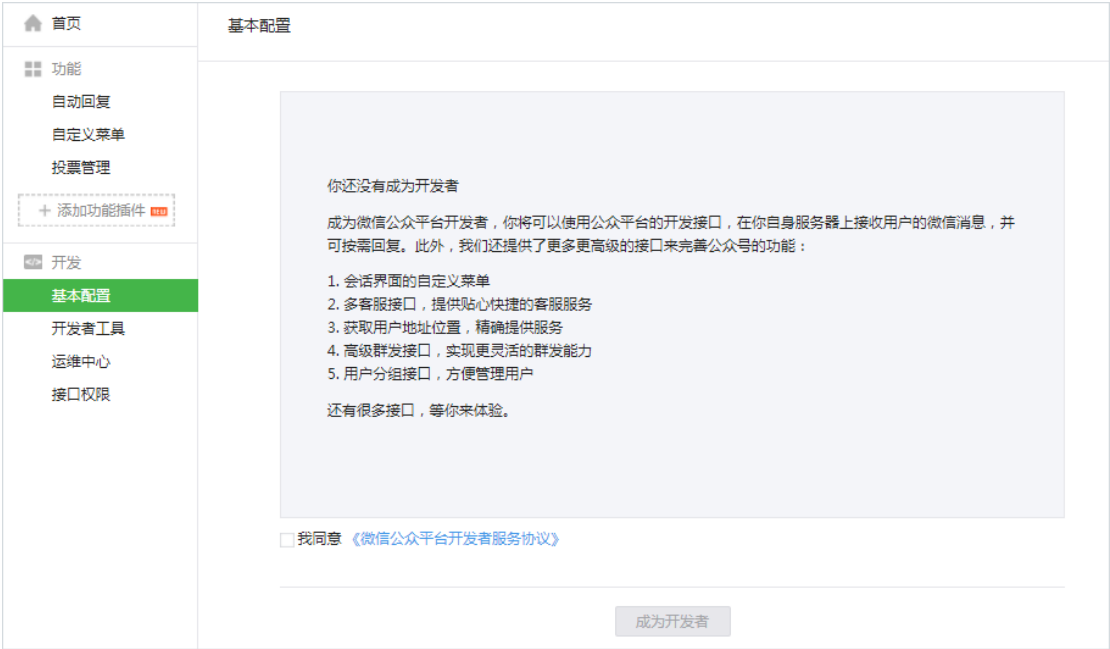 首页
基本配置
功能
自动回复
自定义菜单
投票管理
+ 添加功能插件
开发
基本配置
开发者工具
运维中心
接口权限
你还没有成为开发者
成为微信公众平台开发者，你将可以使用公众平台的开发接口，在你自身服务器上接收用户的微信消息，并
可按需回复。此外，我们还提供了更多更高级的接口来完善公众号的功能：
1. 会话界面的自定义菜单
2. 多客服接口，提供贴心快捷的客服服务
3. 获取用户地址位置，精确提供服务
4. 高级群发接口，实现更灵活的群发能力
5. 用户分组接口，方便管理用户
还有很多接口，等你来体验。
我同意 《微信公众平台开发者服务协议》
成为开发者